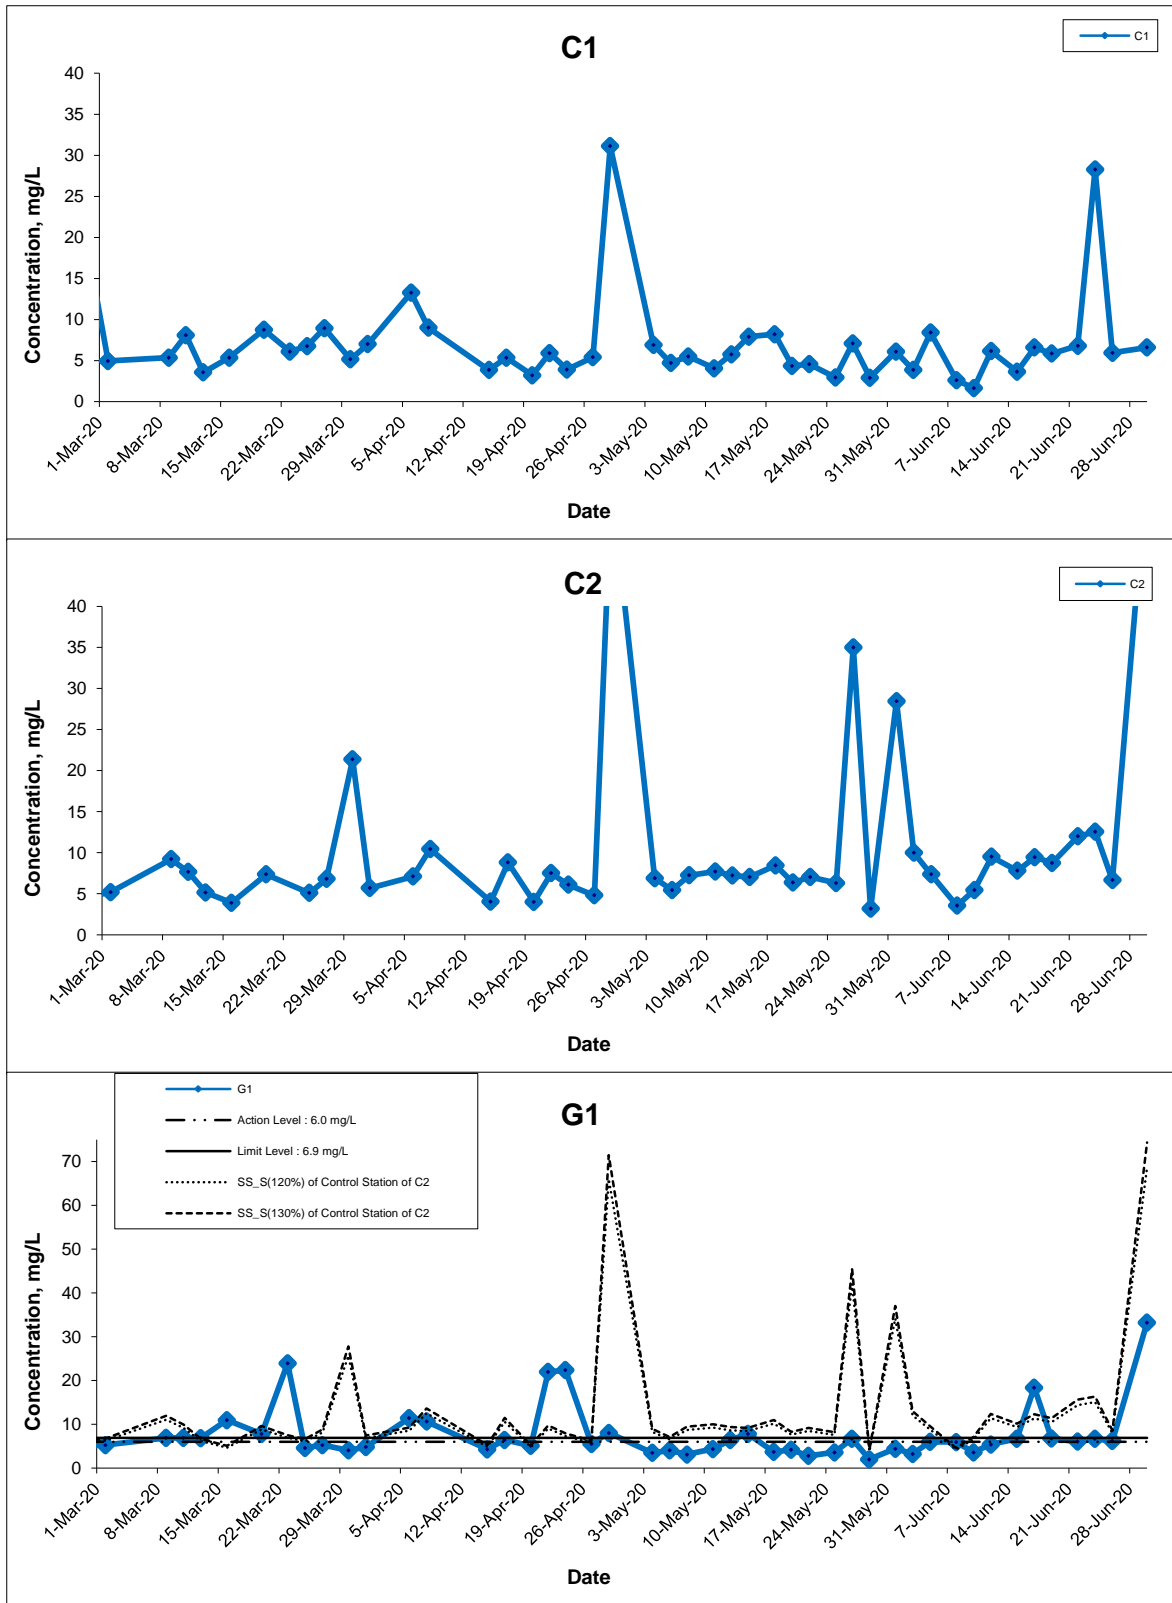 C1
C1
Concentration, mg/L
40
35
30
25
20
15
10
5
0
1-Mar-20
8-Mar-20
15-Mar-20
22-Mar-20
29-Mar-20
5-Apr-20
12-Apr-20
19-Apr-20
26-Apr-20
3-May-20
10-May-20
17-May-20
24-May-20
31-May-20
7-Jun-20
14-Jun-20
21-Jun-20
28-Jun-20
Date
C2
C2
Concentration, mg/L
40
35
30
25
20
15
10
5
0
1-Mar-20
8-Mar-20
15-Mar-20
22-Mar-20
29-Mar-20
5-Apr-20
12-Apr-20
19-Apr-20
26-Apr-20
3-May-20
10-May-20
17-May-20
24-May-20
31-May-20
7-Jun-20
14-Jun-20
21-Jun-20
28-Jun-20
Date
G1
Action Level : 6.0 mg/L
Limit Level : 6.9 mg/L
SS_S(120%) of Control Station of C2
SS_S(130%) of Control Station of C2
G1
Concentration, mg/L
70
60
50
40
30
20
10
0
1-Mar-20
8-Mar-20
15-Mar-20
22-Mar-20
29-Mar-20
5-Apr-20
12-Apr-20
19-Apr-20
26-Apr-20
3-May-20
10-May-20
17-May-20
24-May-20
31-May-20
7-Jun-20
14-Jun-20
21-Jun-20
28-Jun-20
Date